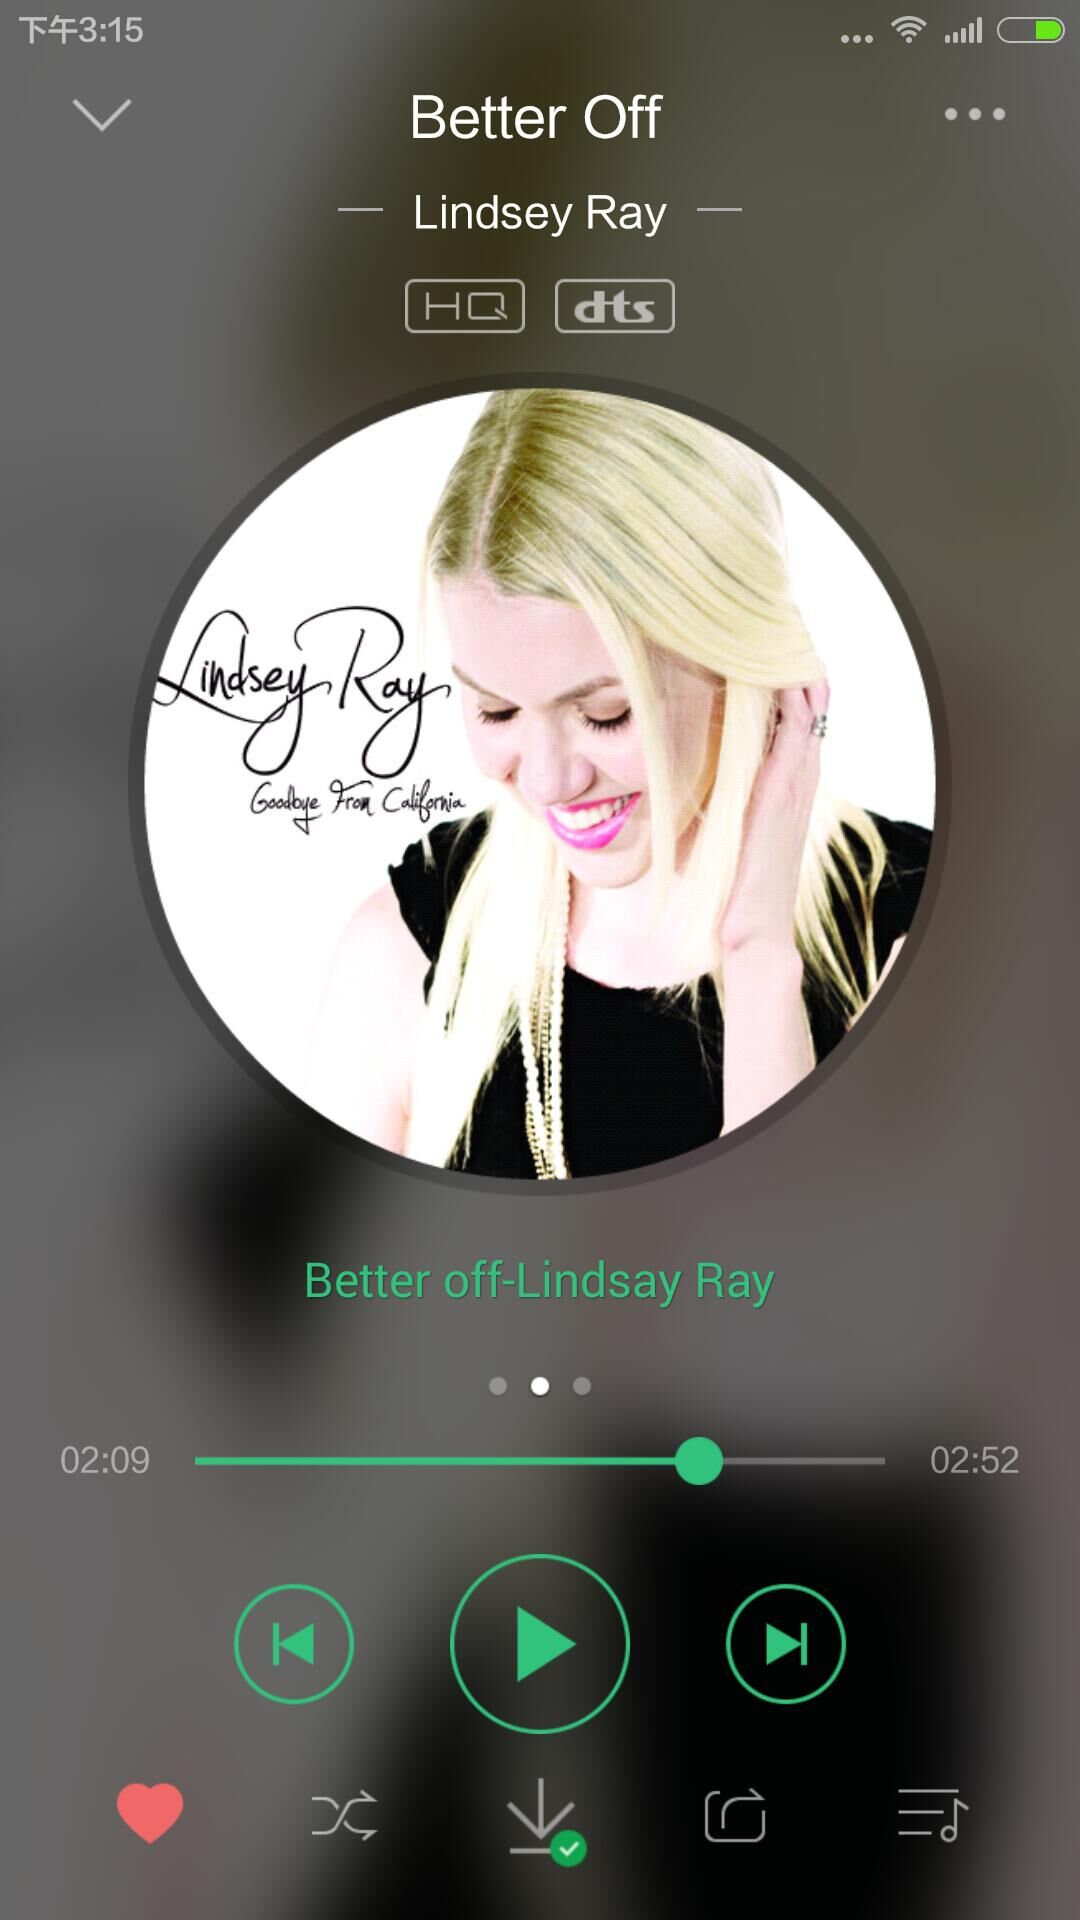 下午3:15
Better Off
Lindsey Ray
HQ dts
Lindsey Ray
Goodbye From California
Better off-Lindsay Ray
02:09 02:52